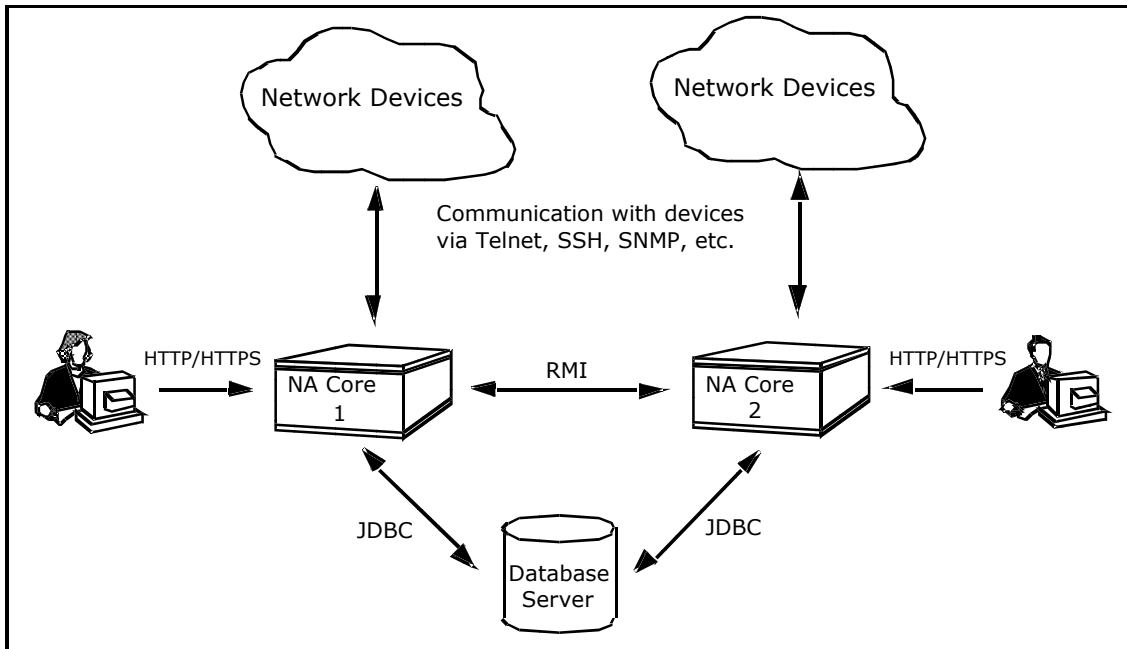 Network Devices
Network Devices
Communication with devices
via Telnet, SSH, SNMP, etc.
HTTP/HTTPS
NA Core
1
RMI
NA Core
2
HTTP/HTTPS
JDBC
JDBC
Database
Server